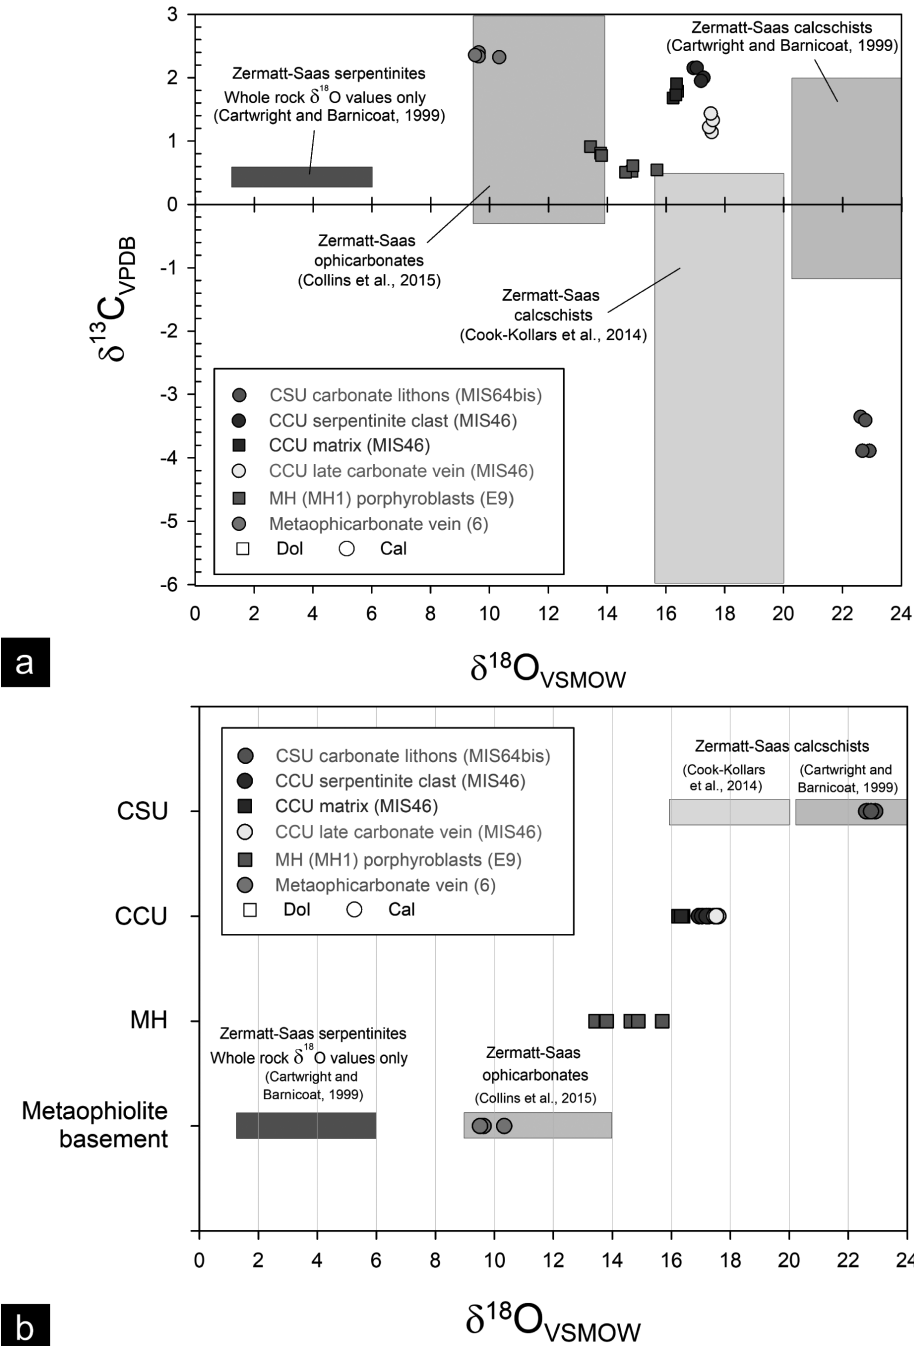 3
2
1
0
-1
-2
-3
-4
-5
-6
δ13CVPDB
Zermatt-Saas serpentinites
Whole rock δ18O values only
(Cartwright and Barnicoat, 1999)
Zermatt-Saas calcschists
(Cartwright and Barnicoat, 1999)
Zermatt-Saas
ophicarbonates
(Collins et al., 2015)
Zermatt-Saas
calcschists
(Cook-Kollars et al., 2014)
CSU carbonate lithons (MIS64bis)
CCU serpentinite clast (MIS46)
CCU matrix (MIS46)
CCU late carbonate vein (MIS46)
MH (MH1) porphyroblasts (E9)
Metaophicarbonate vein (6)
Dol Cal
0 2 4 6 8 10 12 14 16 18 20 22 24
δ18OVSMOW
a
CSU carbonate lithons (MIS64bis)
CCU serpentinite clast (MIS46)
CCU matrix (MIS46)
CCU late carbonate vein (MIS46)
MH (MH1) porphyroblasts (E9)
Metaophicarbonate vein (6)
Dol Cal
Zermatt-Saas calcschists
(Cook-Kollars
et al., 2014)
(Cartwright and
Barnicoat, 1999)
CSU
CCU
MH
Zermatt-Saas serpentinites
Whole rock δ18O values only
(Cartwright and
Barnicoat, 1999)
Zermatt-Saas
ophicarbonates
(Collins et al., 2015)
Metaophiolite
basement
0 2 4 6 8 10 12 14 16 18 20 22 24
δ18OVSMOW
b